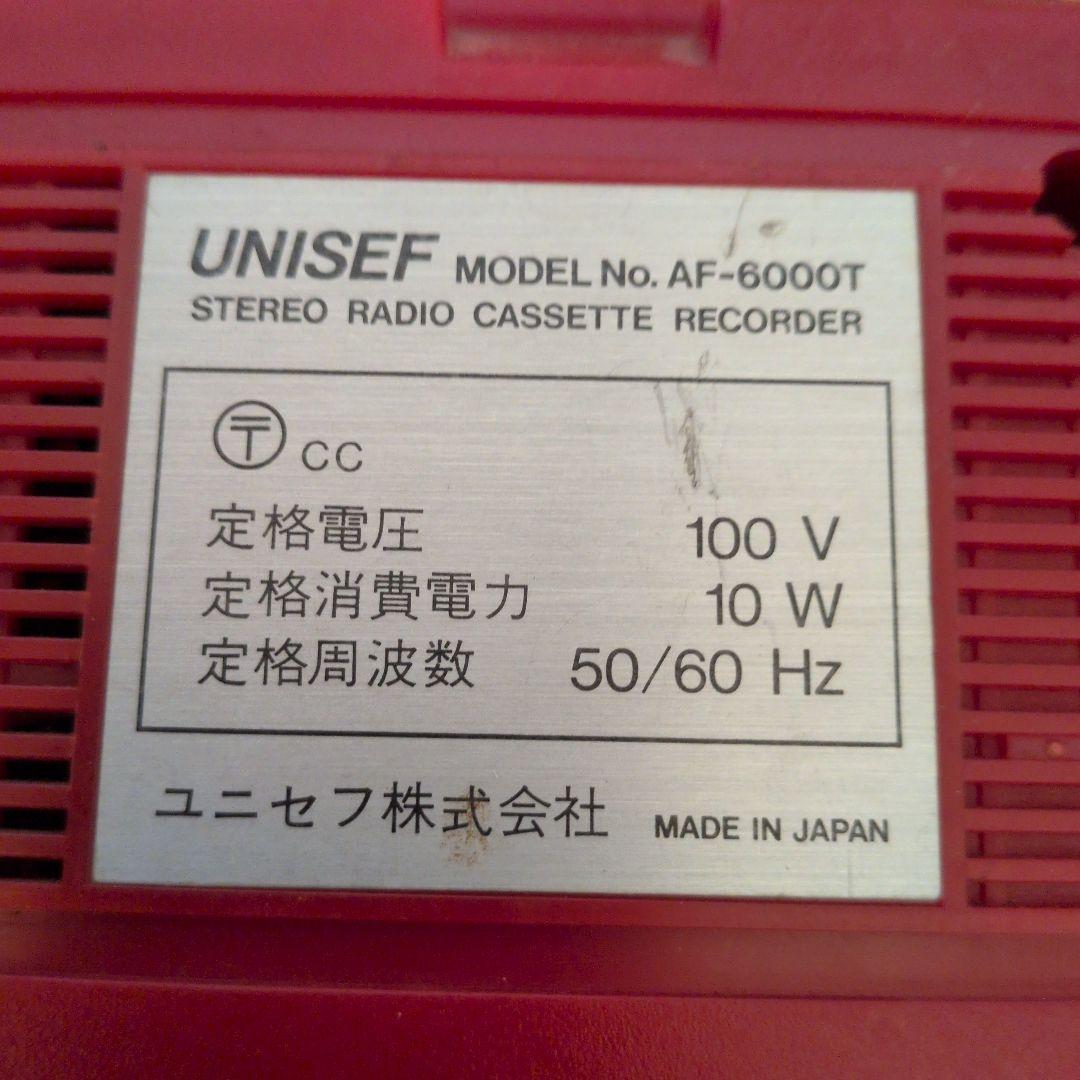 UNISEF MODEL No. AF-6000T
STEREO RADIO CASSETTE RECORDER
〒 CC
定格電圧 100 V
定格消費電力 10 W
定格周波数 50/60 Hz
ユニセフ株式会社 MADE IN JAPAN